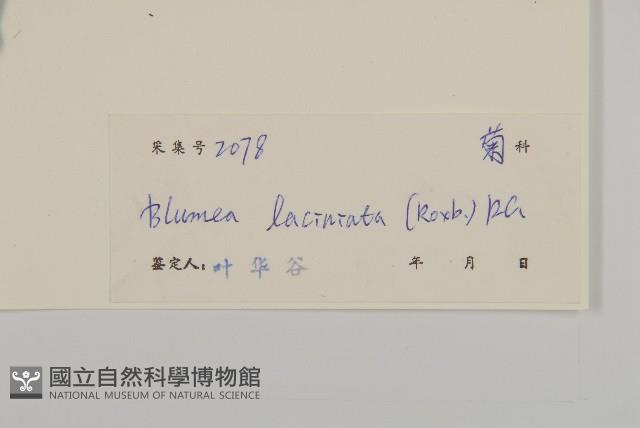 采集号 2078 菊 科
Blumea laciniata (Roxb.) DC
鉴定人: 叶华谷 年 月 日
國立自然科學博物館
NATIONAL MUSEUM OF NATURAL SCIENCE